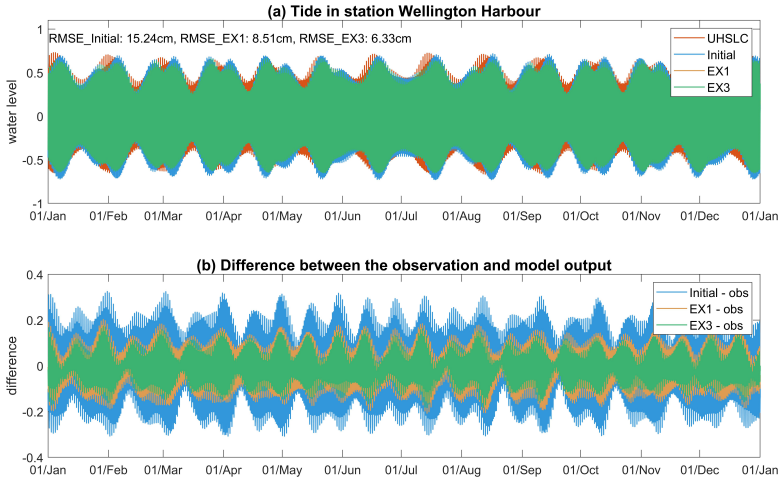 (a) Tide in station Wellington Harbour
RMSE_Initial: 15.24cm, RMSE_EX1: 8.51cm, RMSE_EX3: 6.33cm
UHSLC
Initial
EX1
EX3
water level
1
0.5
0
-0.5
-1
01/Jan 01/Feb 01/Mar 01/Apr 01/May 01/Jun 01/Jul 01/Aug 01/Sep 01/Oct 01/Nov 01/Dec 01/Jan
(b) Difference between the observation and model output
Initial - obs
EX1 - obs
EX3 - obs
difference
0.4
0.2
0
-0.2
-0.4
01/Jan 01/Feb 01/Mar 01/Apr 01/May 01/Jun 01/Jul 01/Aug 01/Sep 01/Oct 01/Nov 01/Dec 01/Jan